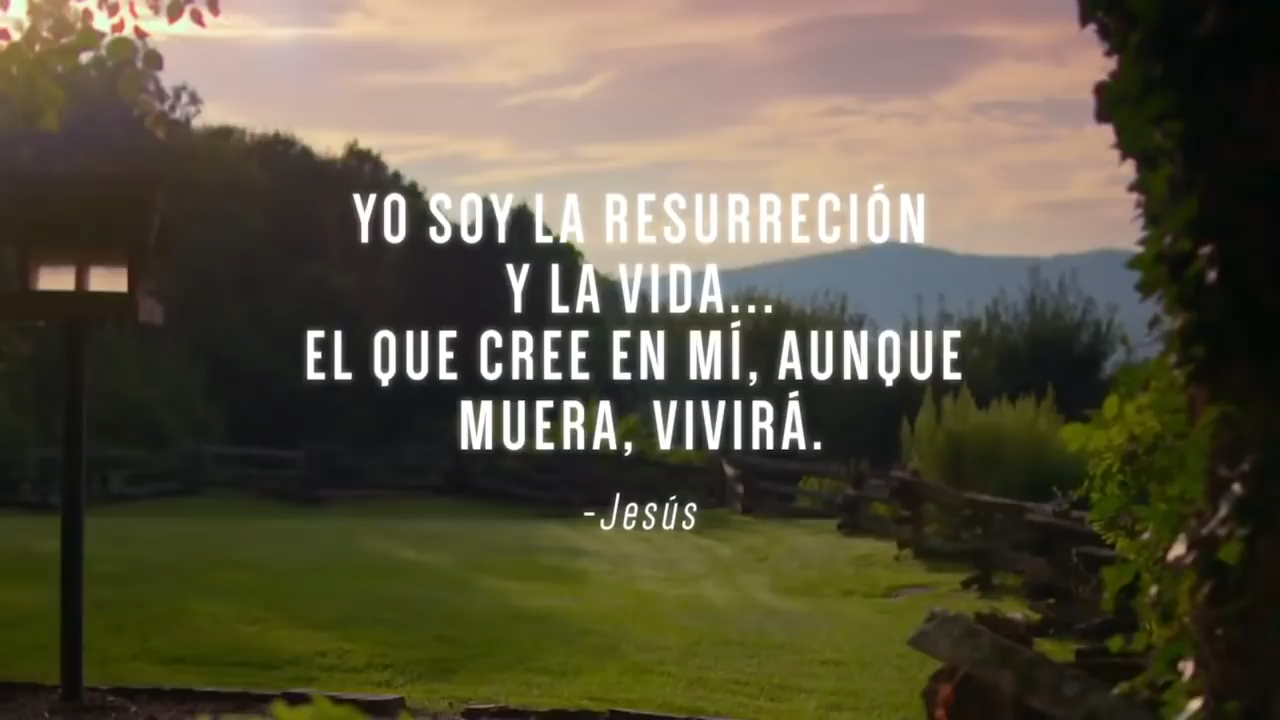 YO SOY LA RESURRECIÓN
Y LA VIDA...
EL QUE CREE EN MÍ, AUNQUE
MUERA, VIVIRÁ.
-Jesús